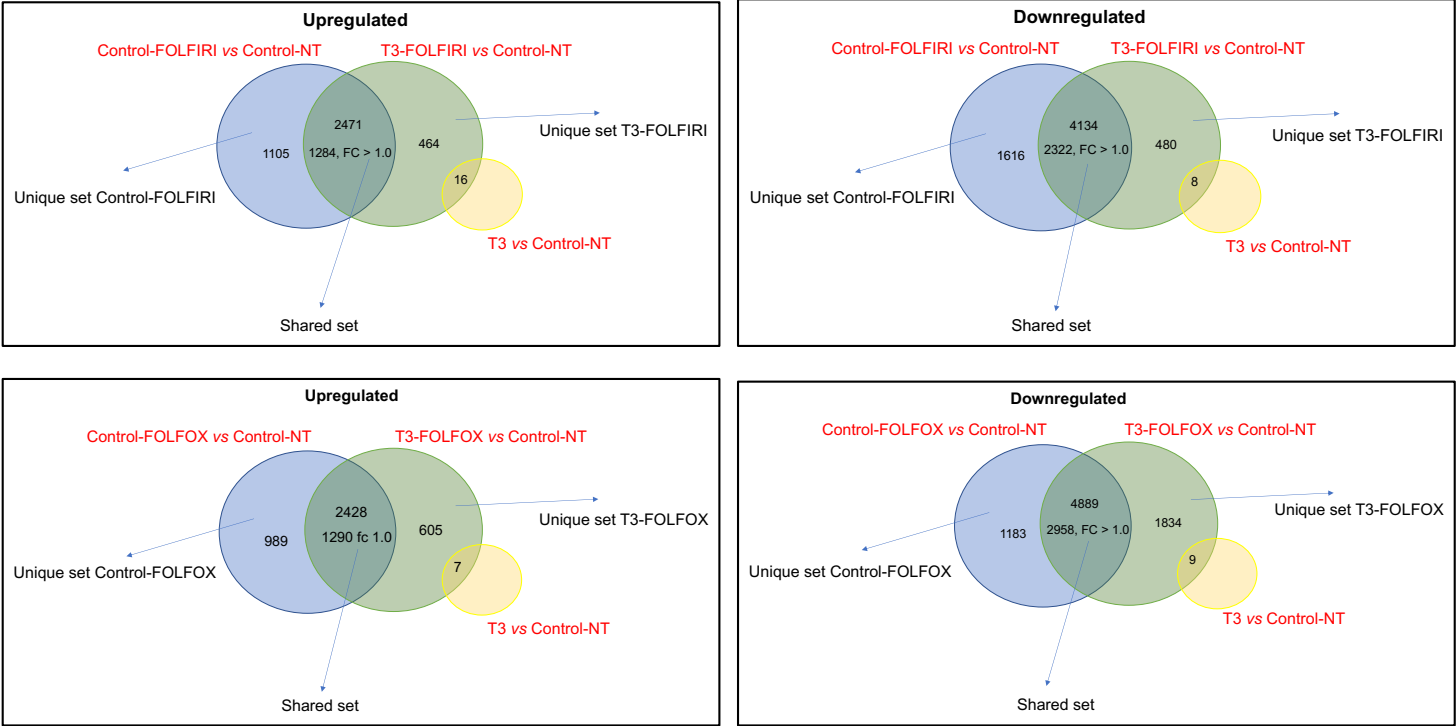 Upregulated
Control-FOLFIRI vs Control-NT
T3-FOLFIRI vs Control-NT
2471
1284, FC > 1.0
1105
464
16
Unique set T3-FOLFIRI
Unique set Control-FOLFIRI
T3 vs Control-NT
Shared set
Downregulated
Control-FOLFIRI vs Control-NT
T3-FOLFIRI vs Control-NT
4134
2322, FC > 1.0
1616
480
8
Unique set T3-FOLFIRI
Unique set Control-FOLFIRI
T3 vs Control-NT
Shared set
Upregulated
Control-FOLFOX vs Control-NT
T3-FOLFOX vs Control-NT
2428
1290 fc 1.0
989
605
7
Unique set T3-FOLFOX
Unique set Control-FOLFOX
T3 vs Control-NT
Shared set
Downregulated
Control-FOLFOX vs Control-NT
T3-FOLFOX vs Control-NT
4889
2958, FC > 1.0
1183
1834
9
Unique set T3-FOLFOX
Unique set Control-FOLFOX
T3 vs Control-NT
Shared set